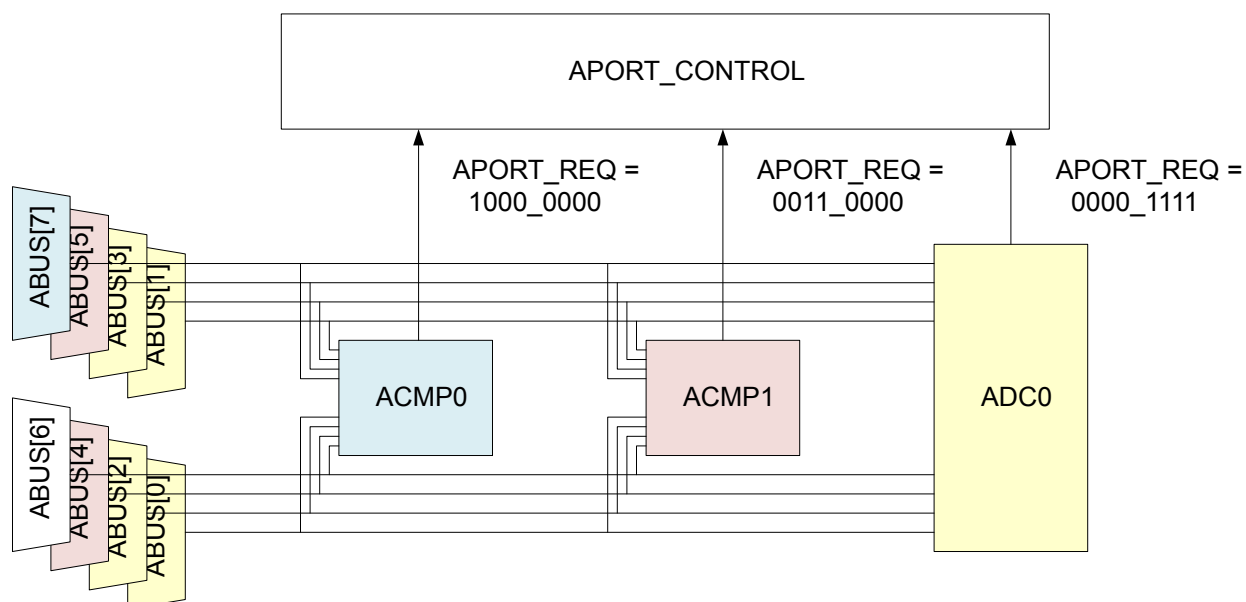 APORT_CONTROL
APORT_REQ =
1000_0000
APORT_REQ =
0011_0000
APORT_REQ =
0000_1111
ABUS[7]
ABUS[5]
ABUS[3]
ABUS[1]
ACMP0
ACMP1
ADC0
ABUS[6]
ABUS[4]
ABUS[2]
ABUS[0]